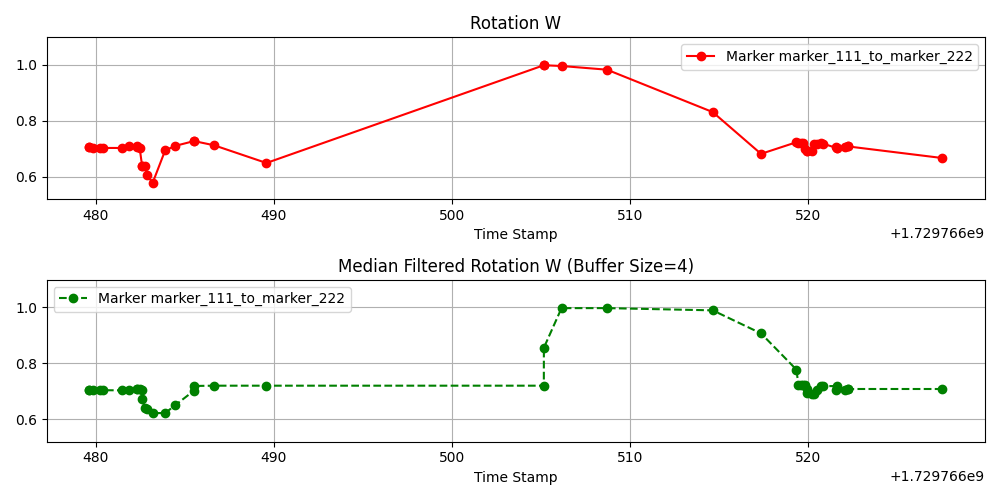 Rotation W
Marker marker_111_to_marker_222
1.0
0.8
0.6
480 490 500 510 520
Time Stamp
+1.729766e9
Median Filtered Rotation W (Buffer Size=4)
Marker marker_111_to_marker_222
1.0
0.8
0.6
480 490 500 510 520
Time Stamp
+1.729766e9